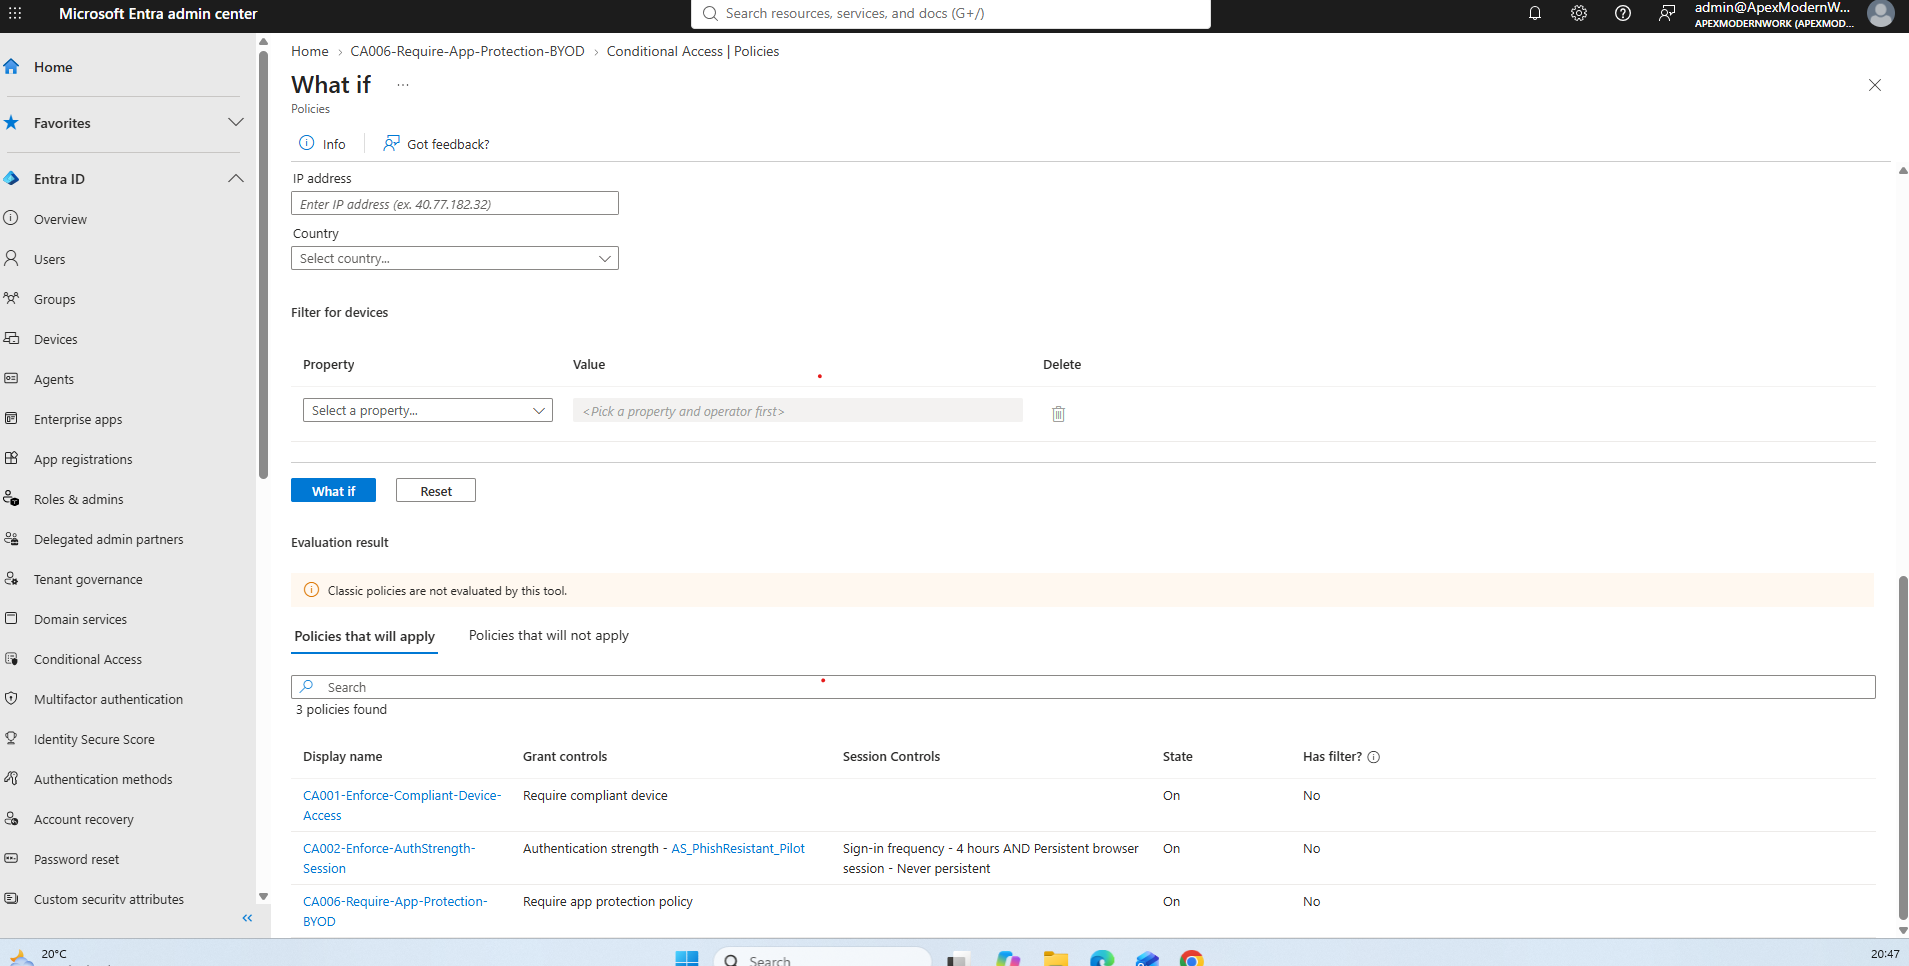 Microsoft Entra admin center
Search resources, services, and docs (G+/)
admin@ApexModernW...
APEXMODERNWORK (APEXMOD...
Home
Favorites
Entra ID
Overview
Users
Groups
Devices
Agents
Enterprise apps
App registrations
Roles & admins
Delegated admin partners
Tenant governance
Domain services
Conditional Access
Multifactor authentication
Identity Secure Score
Authentication methods
Account recovery
Password reset
Custom security attributes
Home > CA006-Require-App-Protection-BYOD > Conditional Access | Policies
What if ...
Policies
Info
Got feedback?
IP address
Enter IP address (ex. 40.77.182.32)
Country
Select country...
Filter for devices
Property Value Delete
Select a property... <Pick a property and operator first>
What if Reset
Evaluation result
Classic policies are not evaluated by this tool.
Policies that will apply Policies that will not apply
Search
3 policies found
Display name Grant controls Session Controls State Has filter?
CA001-Enforce-Compliant-Device- Require compliant device On No
Access
CA002-Enforce-AuthStrength- Authentication strength - AS_PhishResistant_Pilot Sign-in frequency - 4 hours AND Persistent browser On No
Session session - Never persistent
CA006-Require-App-Protection- Require app protection policy On No
BYOD
20°C
Search
20:47